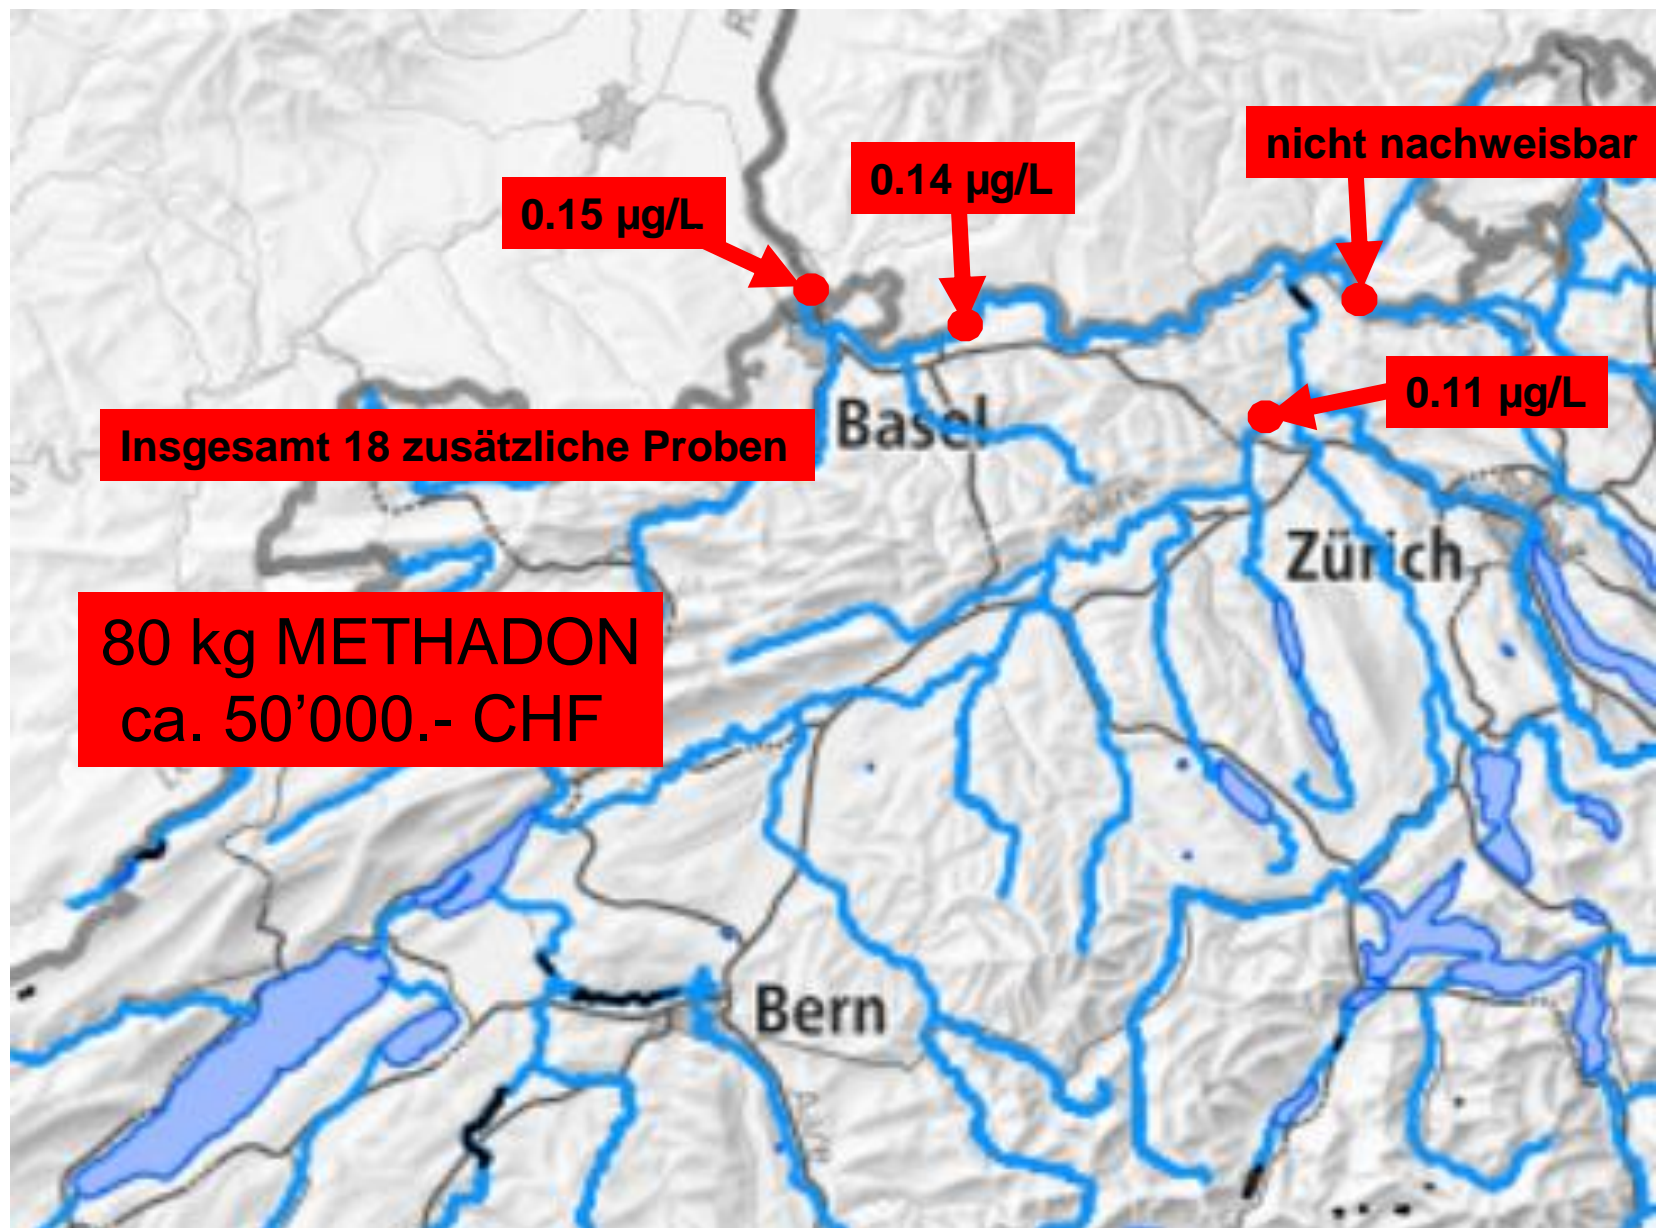 nicht nachweisbar
0.14 µg/L
0.15 µg/L
0.11 µg/L
Basel
Insgesamt 18 zusätzliche Proben
Zürich
80 kg METHADON
ca. 50’000.- CHF
Bern